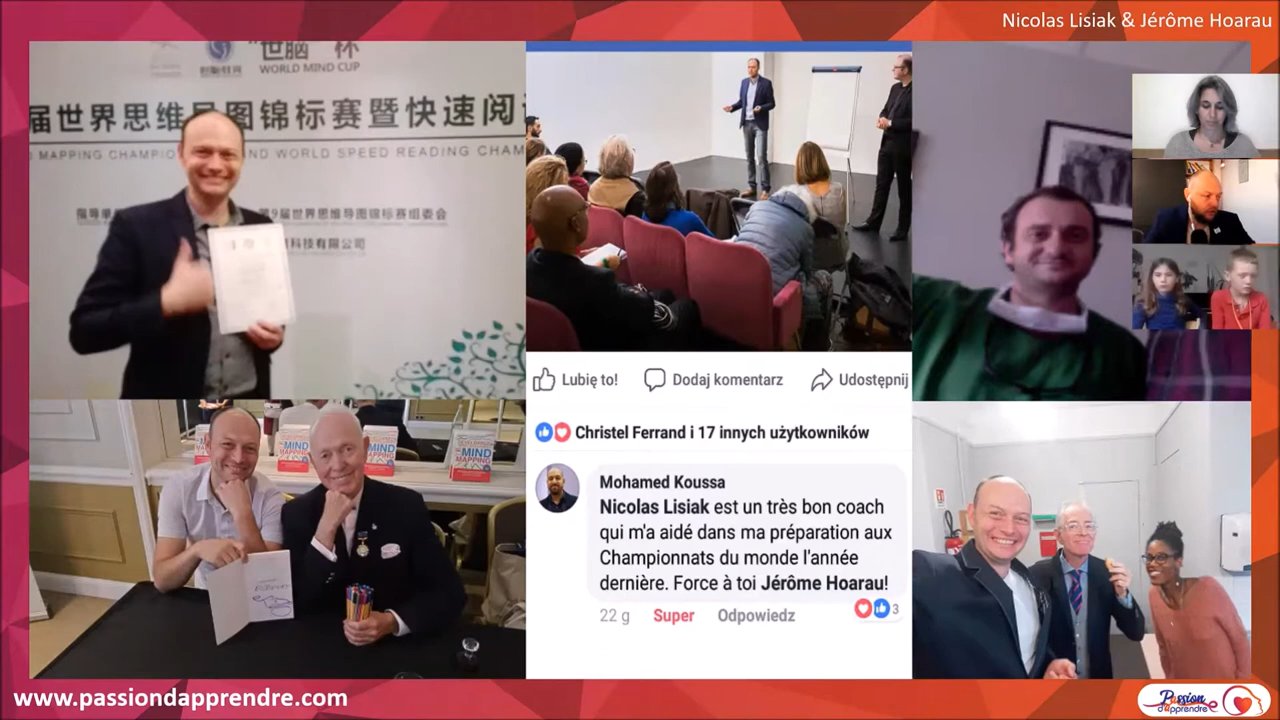 Nicolas Lisiak & Jérôme Hoarau
"世脑 杯
WORLD MIND CUP
届世界思维导图锦标赛暨快速阅
MAPPING CHAMPIO ND WORLD SPEED READING CHAM
指导单 第9届世界思维导图锦标赛组委会
科技有限公司
MIND
MAPPING
Lubię to! Dodaj komentarz Udostępnij
Christel Ferrand i 17 innych użytkowników
Mohamed Koussa
Nicolas Lisiak est un très bon coach
qui m'a aidé dans ma préparation aux
Championnats du monde l'année
dernière. Force à toi Jérôme Hoarau!
22 g Super Odpowiedz 3
www.passiondapprendre.com
Passion
d'apprendre